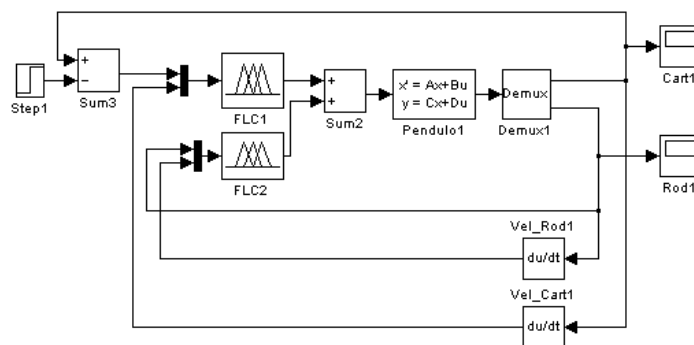 +
−
Step1
Sum3
FLC1
+
+
Sum2
x' = Ax+Bu
y = Cx+Du
Pendulo1
Demux
Demux1
Cart1
FLC2
Rod1
Vel_Rod1
du/dt
Vel_Cart1
du/dt